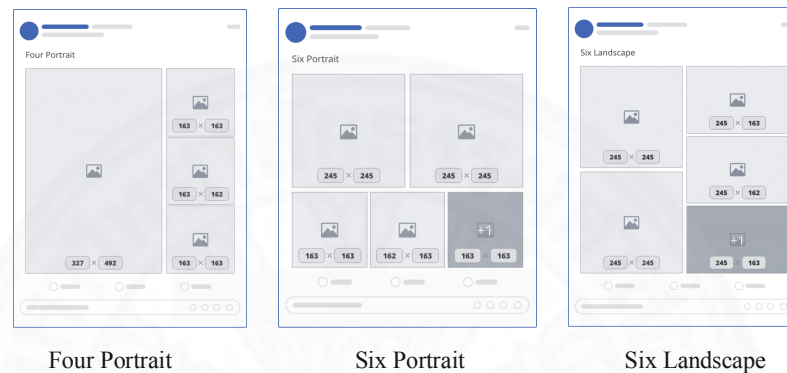 Four Portrait
163 × 163
163 × 162
327 × 492
163 × 163
Six Portrait
245 × 245
245 × 245
+1
163 × 163
162 × 163
163 × 163
Six Landscape
245 × 163
245 × 245
245 × 162
+1
245 × 245
245 × 163
Four Portrait
Six Portrait
Six Landscape